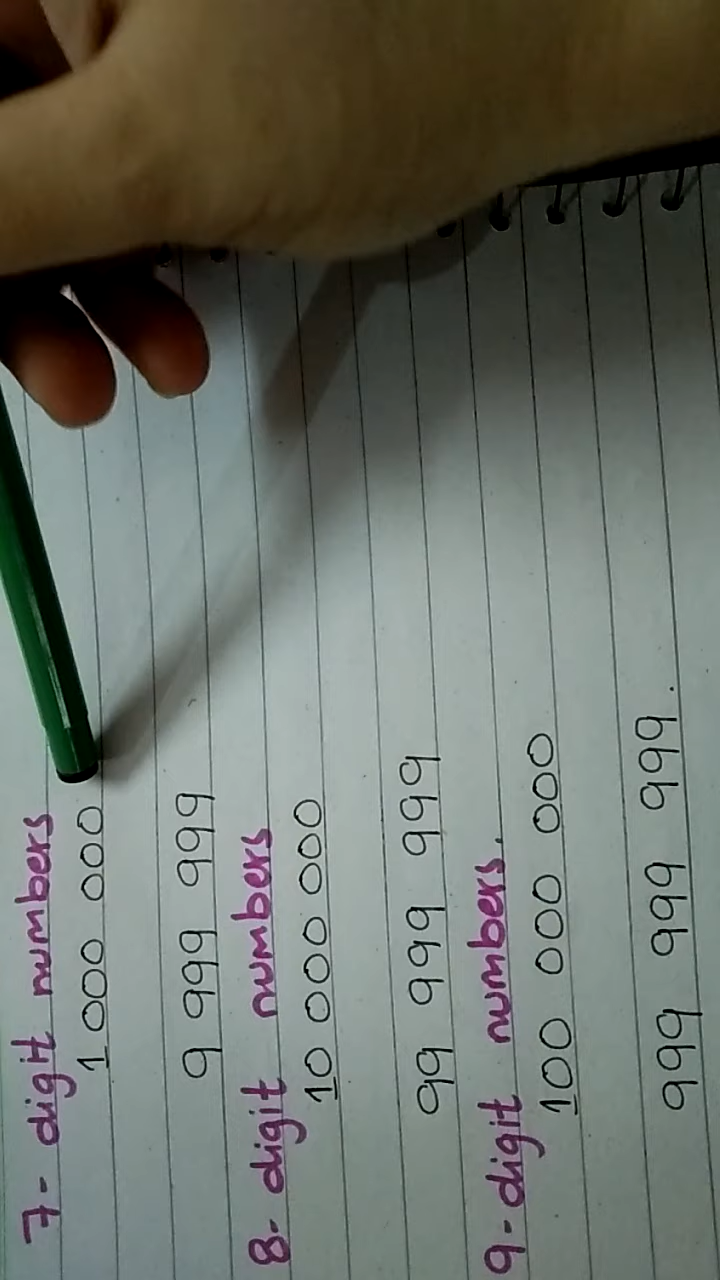 7- digit numbers
1 000 000
9 999 999
8- digit numbers
10 000 000
99 999 999
9-digit numbers.
100 000 000
999 999 999.